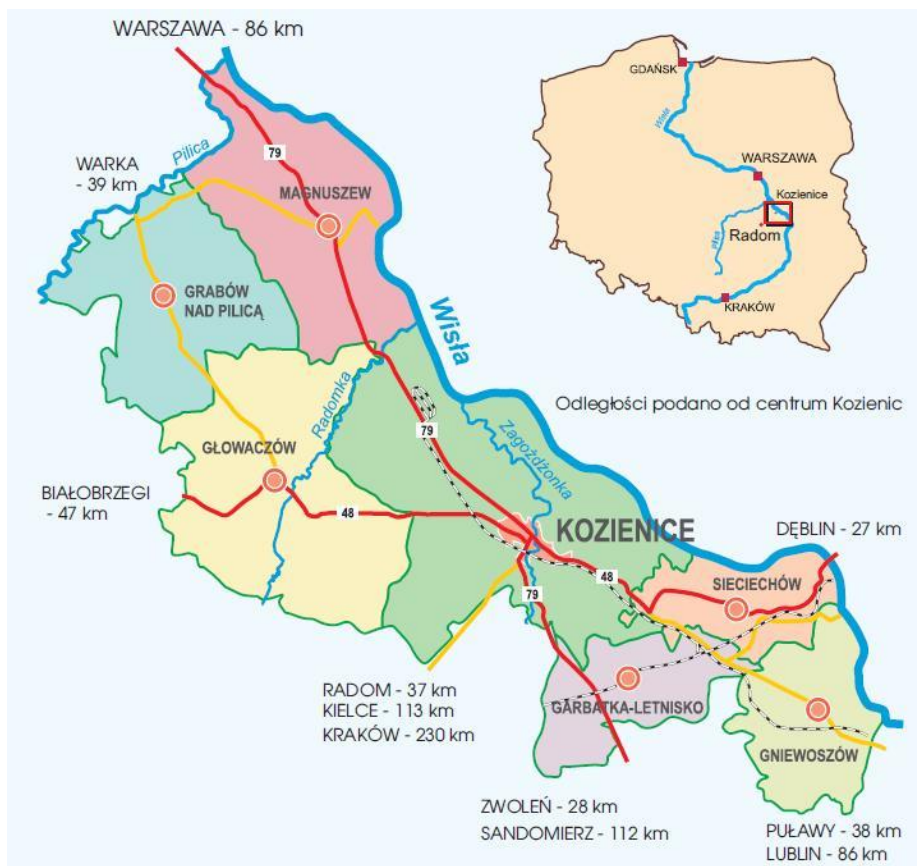 WARSZAWA - 86 km
GDAŃSK
Wisła
WARSZAWA
Kozienice
Radom
Pilica
KRAKÓW
Pilica
WARKA
- 39 km
79
MAGNUSZEW
GRABÓW
NAD PILICĄ
Wisła
Radomka
Odległości podano od centrum Kozienic
79
Zagożdżonka
GŁOWACZÓW
BIAŁOBRZEGI
- 47 km
48
KOZIENICE
DĘBLIN - 27 km
48
SIECIECHÓW
79
RADOM - 37 km
KIELCE - 113 km
KRAKÓW - 230 km
GARBATKA-LETNISKO
GNIEWOSZÓW
ZWOLEŃ - 28 km
SANDOMIERZ - 112 km
PUŁAWY - 38 km
LUBLIN - 86 km